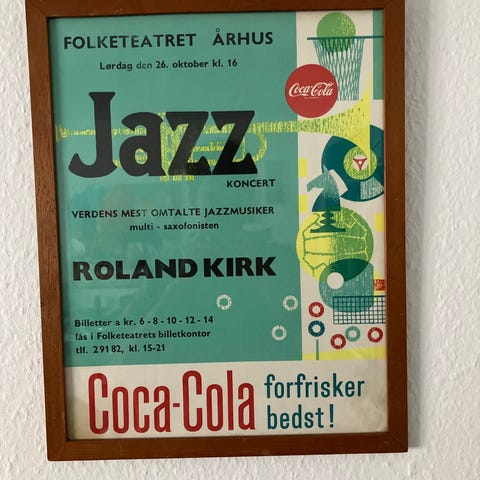 FOLKETEATRET ÅRHUS
Lørdag den 26. oktober kl. 16
Coca-Cola
Jazz
KONCERT
VERDENS MEST OMTALTE JAZZMUSIKER
multi - saxofonisten
ROLAND KIRK
Billetter a kr. 6 - 8 - 10 - 12 - 14
fås i Folketeatrets billetkontor
tlf. 29182, kl. 15-21
Coca-Cola forfrisker
bedst!